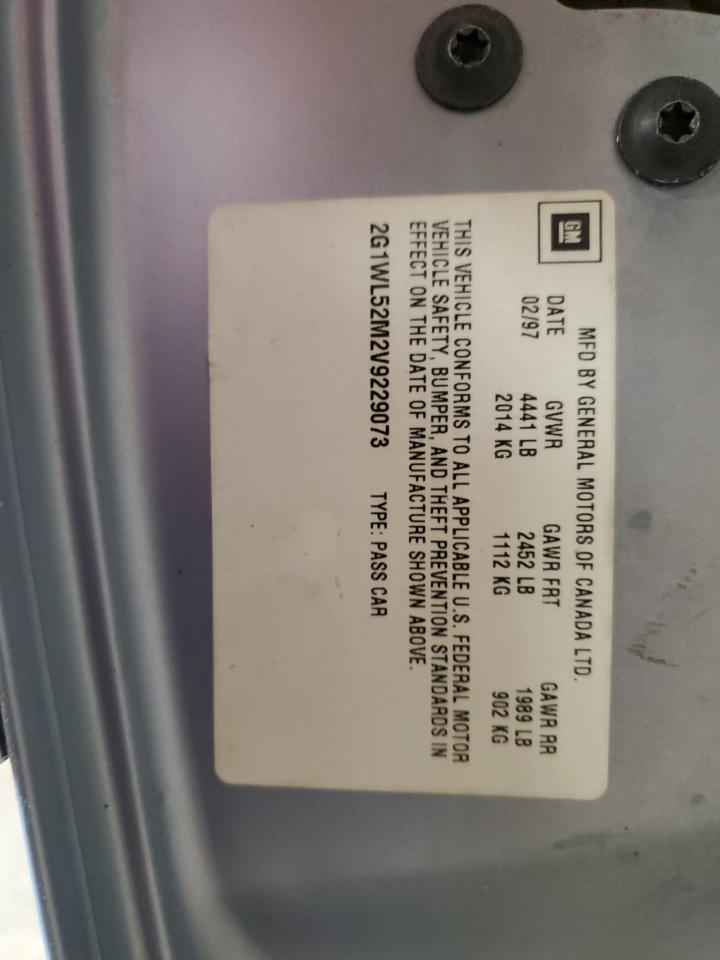 GM
MFD BY GENERAL MOTORS OF CANADA LTD.
DATE GVWR GAWR FRT GAWR RR
02/97 4441 LB 2452 LB 1989 LB
2014 KG 1112 KG 902 KG
THIS VEHICLE CONFORMS TO ALL APPLICABLE U.S. FEDERAL MOTOR
VEHICLE SAFETY, BUMPER, AND THEFT PREVENTION STANDARDS IN
EFFECT ON THE DATE OF MANUFACTURE SHOWN ABOVE.
2G1WL52M2V9229073 TYPE: PASS CAR